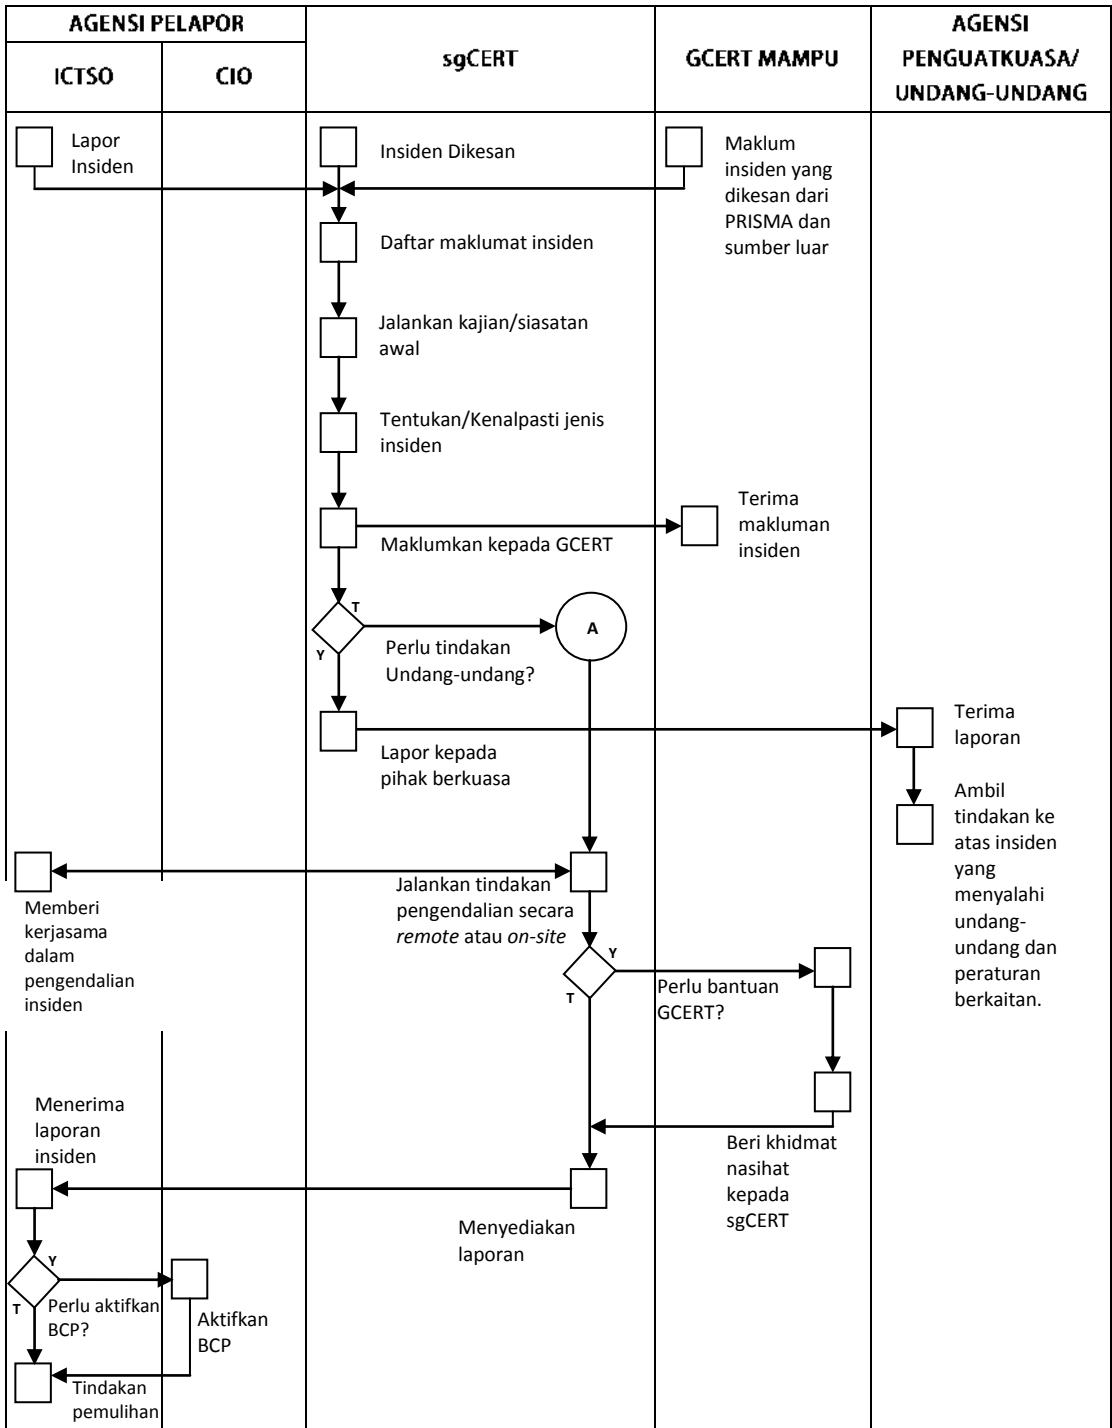 AGENSI PELAPOR
ICTSO
CIO
sgCERT
GCERT MAMPU
AGENSI
PENGUATKUASA/
UNDANG-UNDANG
Lapor
Insiden
Insiden Dikesan
Maklum
insiden yang
dikesan dari
PRISMA dan
sumber luar
Daftar maklumat insiden
Jalankan kajian/siasatan
awal
Tentukan/Kenalpasti jenis
insiden
Maklumkan kepada GCERT
Terima
makluman
insiden
T
Y
Perlu tindakan
Undang-undang?
A
Lapor kepada
pihak berkuasa
Terima
laporan
Ambil
tindakan ke
atas insiden
yang
menyalahi
undang-
undang dan
peraturan
berkaitan.
Memberi
kerjasama
dalam
pengendalian
insiden
Jalankan tindakan
pengendalian secara
remote atau on-site
Y
T
Perlu bantuan
GCERT?
Beri khidmat
nasihat
kepada
sgCERT
Menyediakan
laporan
Menerima
laporan
insiden
Y
T
Perlu aktifkan
BCP?
Aktifkan
BCP
Tindakan
pemulihan